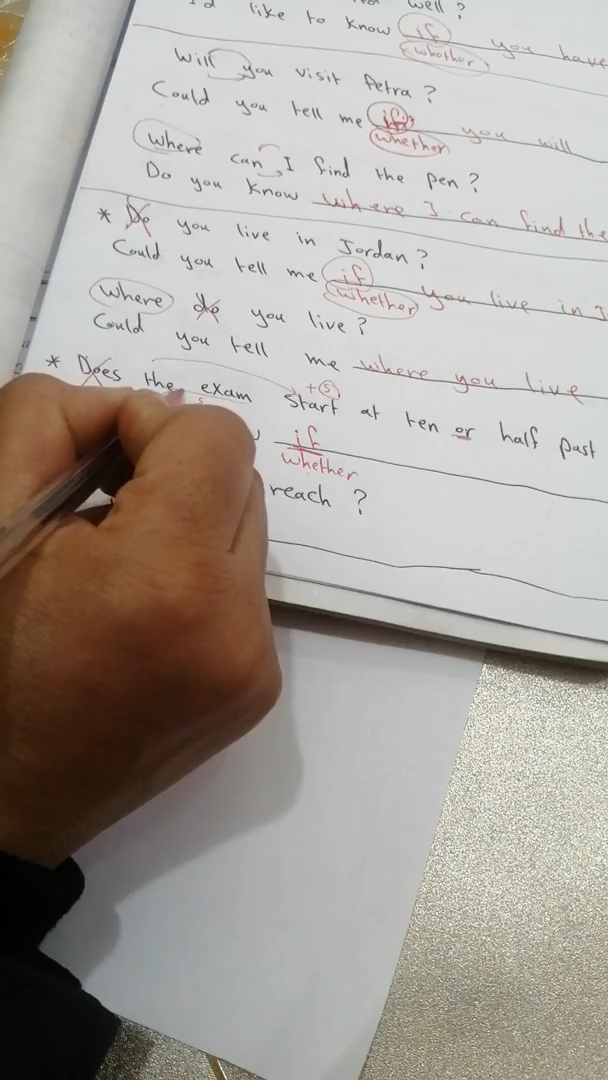 I'd like to know if you have
whether
Will you visit Petra?
Could you tell me if you will
whether
Where can I find the pen?
Do you know where I can find the
* Do you live in Jordan?
Could you tell me if you live in
whether
Where do you live?
Could you tell me where you live
+ s
* Does the exam start at ten or half past
s
if
whether
reach?